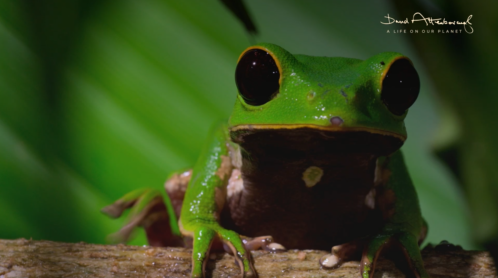 David Attenborough
A LIFE ON OUR PLANET